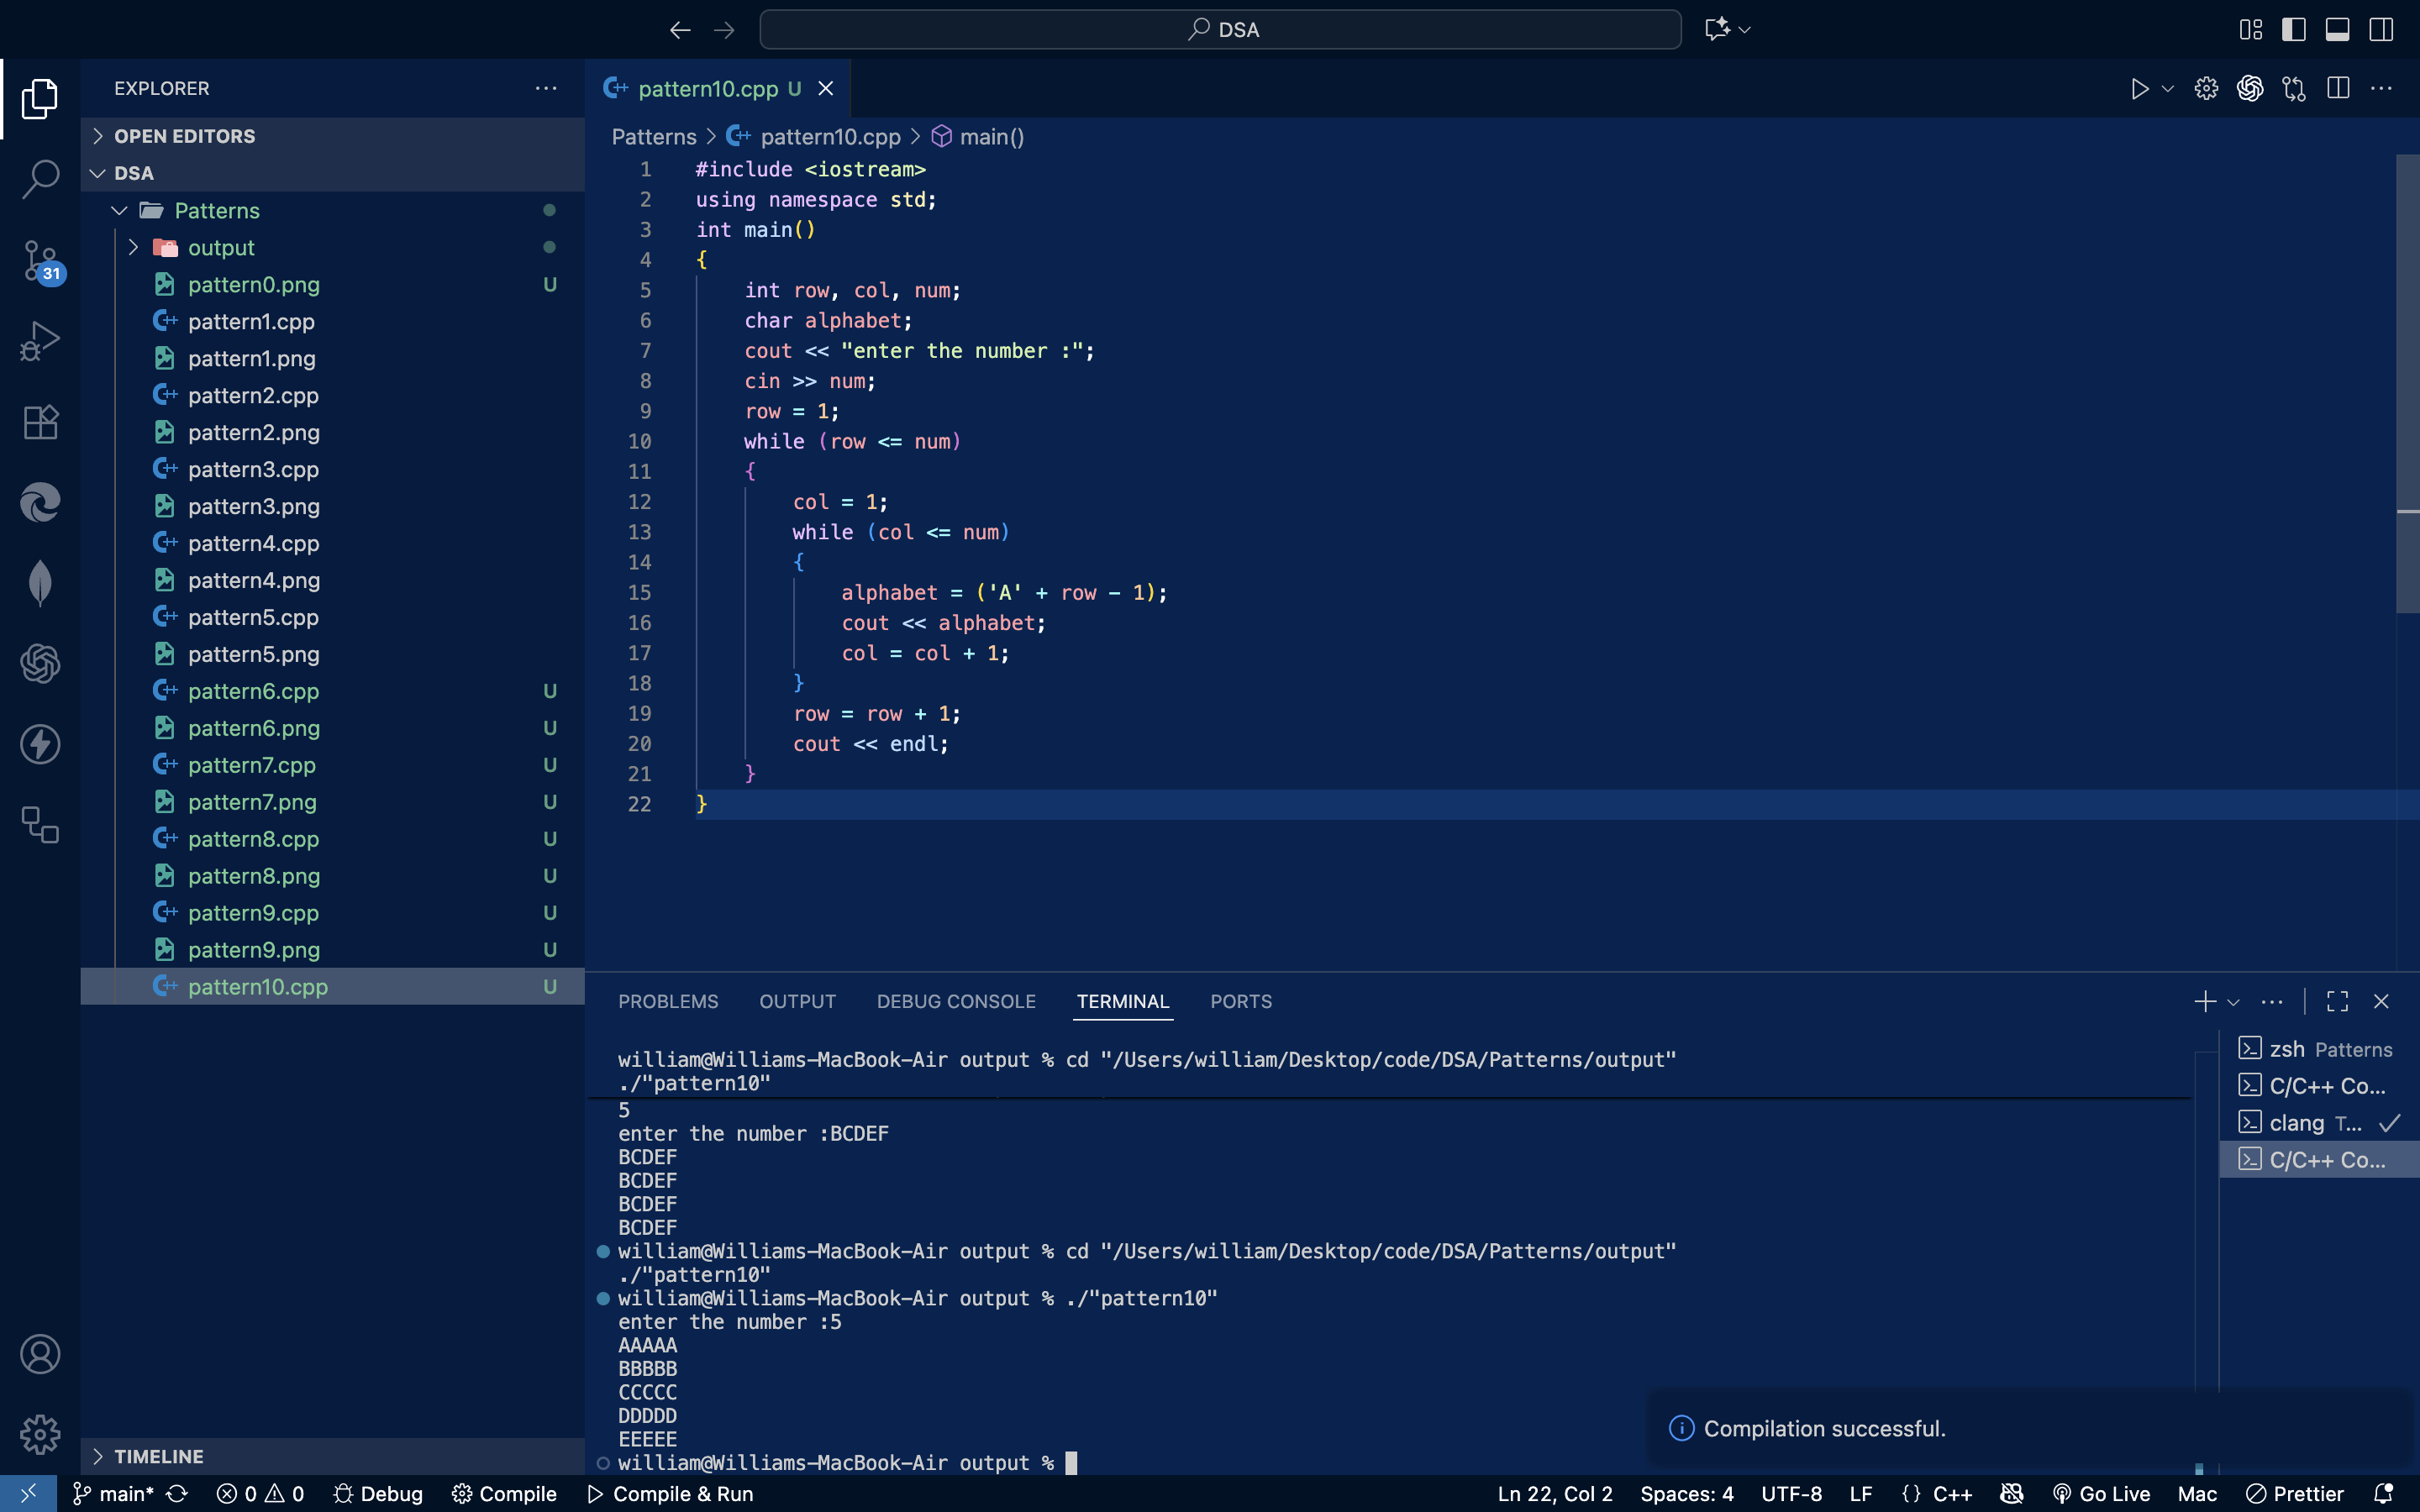 DSA
EXPLORER
OPEN EDITORS
DSA
Patterns
output
pattern0.png U
pattern1.cpp
pattern1.png
pattern2.cpp
pattern2.png
pattern3.cpp
pattern3.png
pattern4.cpp
pattern4.png
pattern5.cpp
pattern5.png
pattern6.cpp U
pattern6.png U
pattern7.cpp U
pattern7.png U
pattern8.cpp U
pattern8.png U
pattern9.cpp U
pattern9.png U
pattern10.cpp U
TIMELINE
31
pattern10.cpp U
Patterns > pattern10.cpp > main()
1 #include <iostream>
2 using namespace std;
3 int main()
4 {
5     int row, col, num;
6     char alphabet;
7     cout << "enter the number :";
8     cin >> num;
9     row = 1;
10     while (row <= num)
11     {
12         col = 1;
13         while (col <= num)
14         {
15             alphabet = ('A' + row - 1);
16             cout << alphabet;
17             col = col + 1;
18         }
19         row = row + 1;
20         cout << endl;
21     }
22 }
PROBLEMS OUTPUT DEBUG CONSOLE TERMINAL PORTS
william@Williams-MacBook-Air output % cd "/Users/william/Desktop/code/DSA/Patterns/output"
./"pattern10"
5
enter the number :BCDEF
BCDEF
BCDEF
BCDEF
BCDEF
william@Williams-MacBook-Air output % cd "/Users/william/Desktop/code/DSA/Patterns/output"
./"pattern10"
william@Williams-MacBook-Air output % ./"pattern10"
enter the number :5
AAAAA
BBBBB
CCCCC
DDDDD
EEEEE
william@Williams-MacBook-Air output %
zsh Patterns
C/C++ Co...
clang T...
C/C++ Co...
Compilation successful.
main* 0 0 Debug Compile Compile & Run Ln 22, Col 2 Spaces: 4 UTF-8 LF {} C++ Go Live Mac Prettier